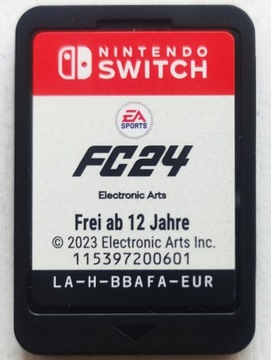 NINTENDO
SWITCH
EA
SPORTS
FC24
Electronic Arts
Frei ab 12 Jahre
© 2023 Electronic Arts Inc.
115397200601
LA-H-BBAFA-EUR